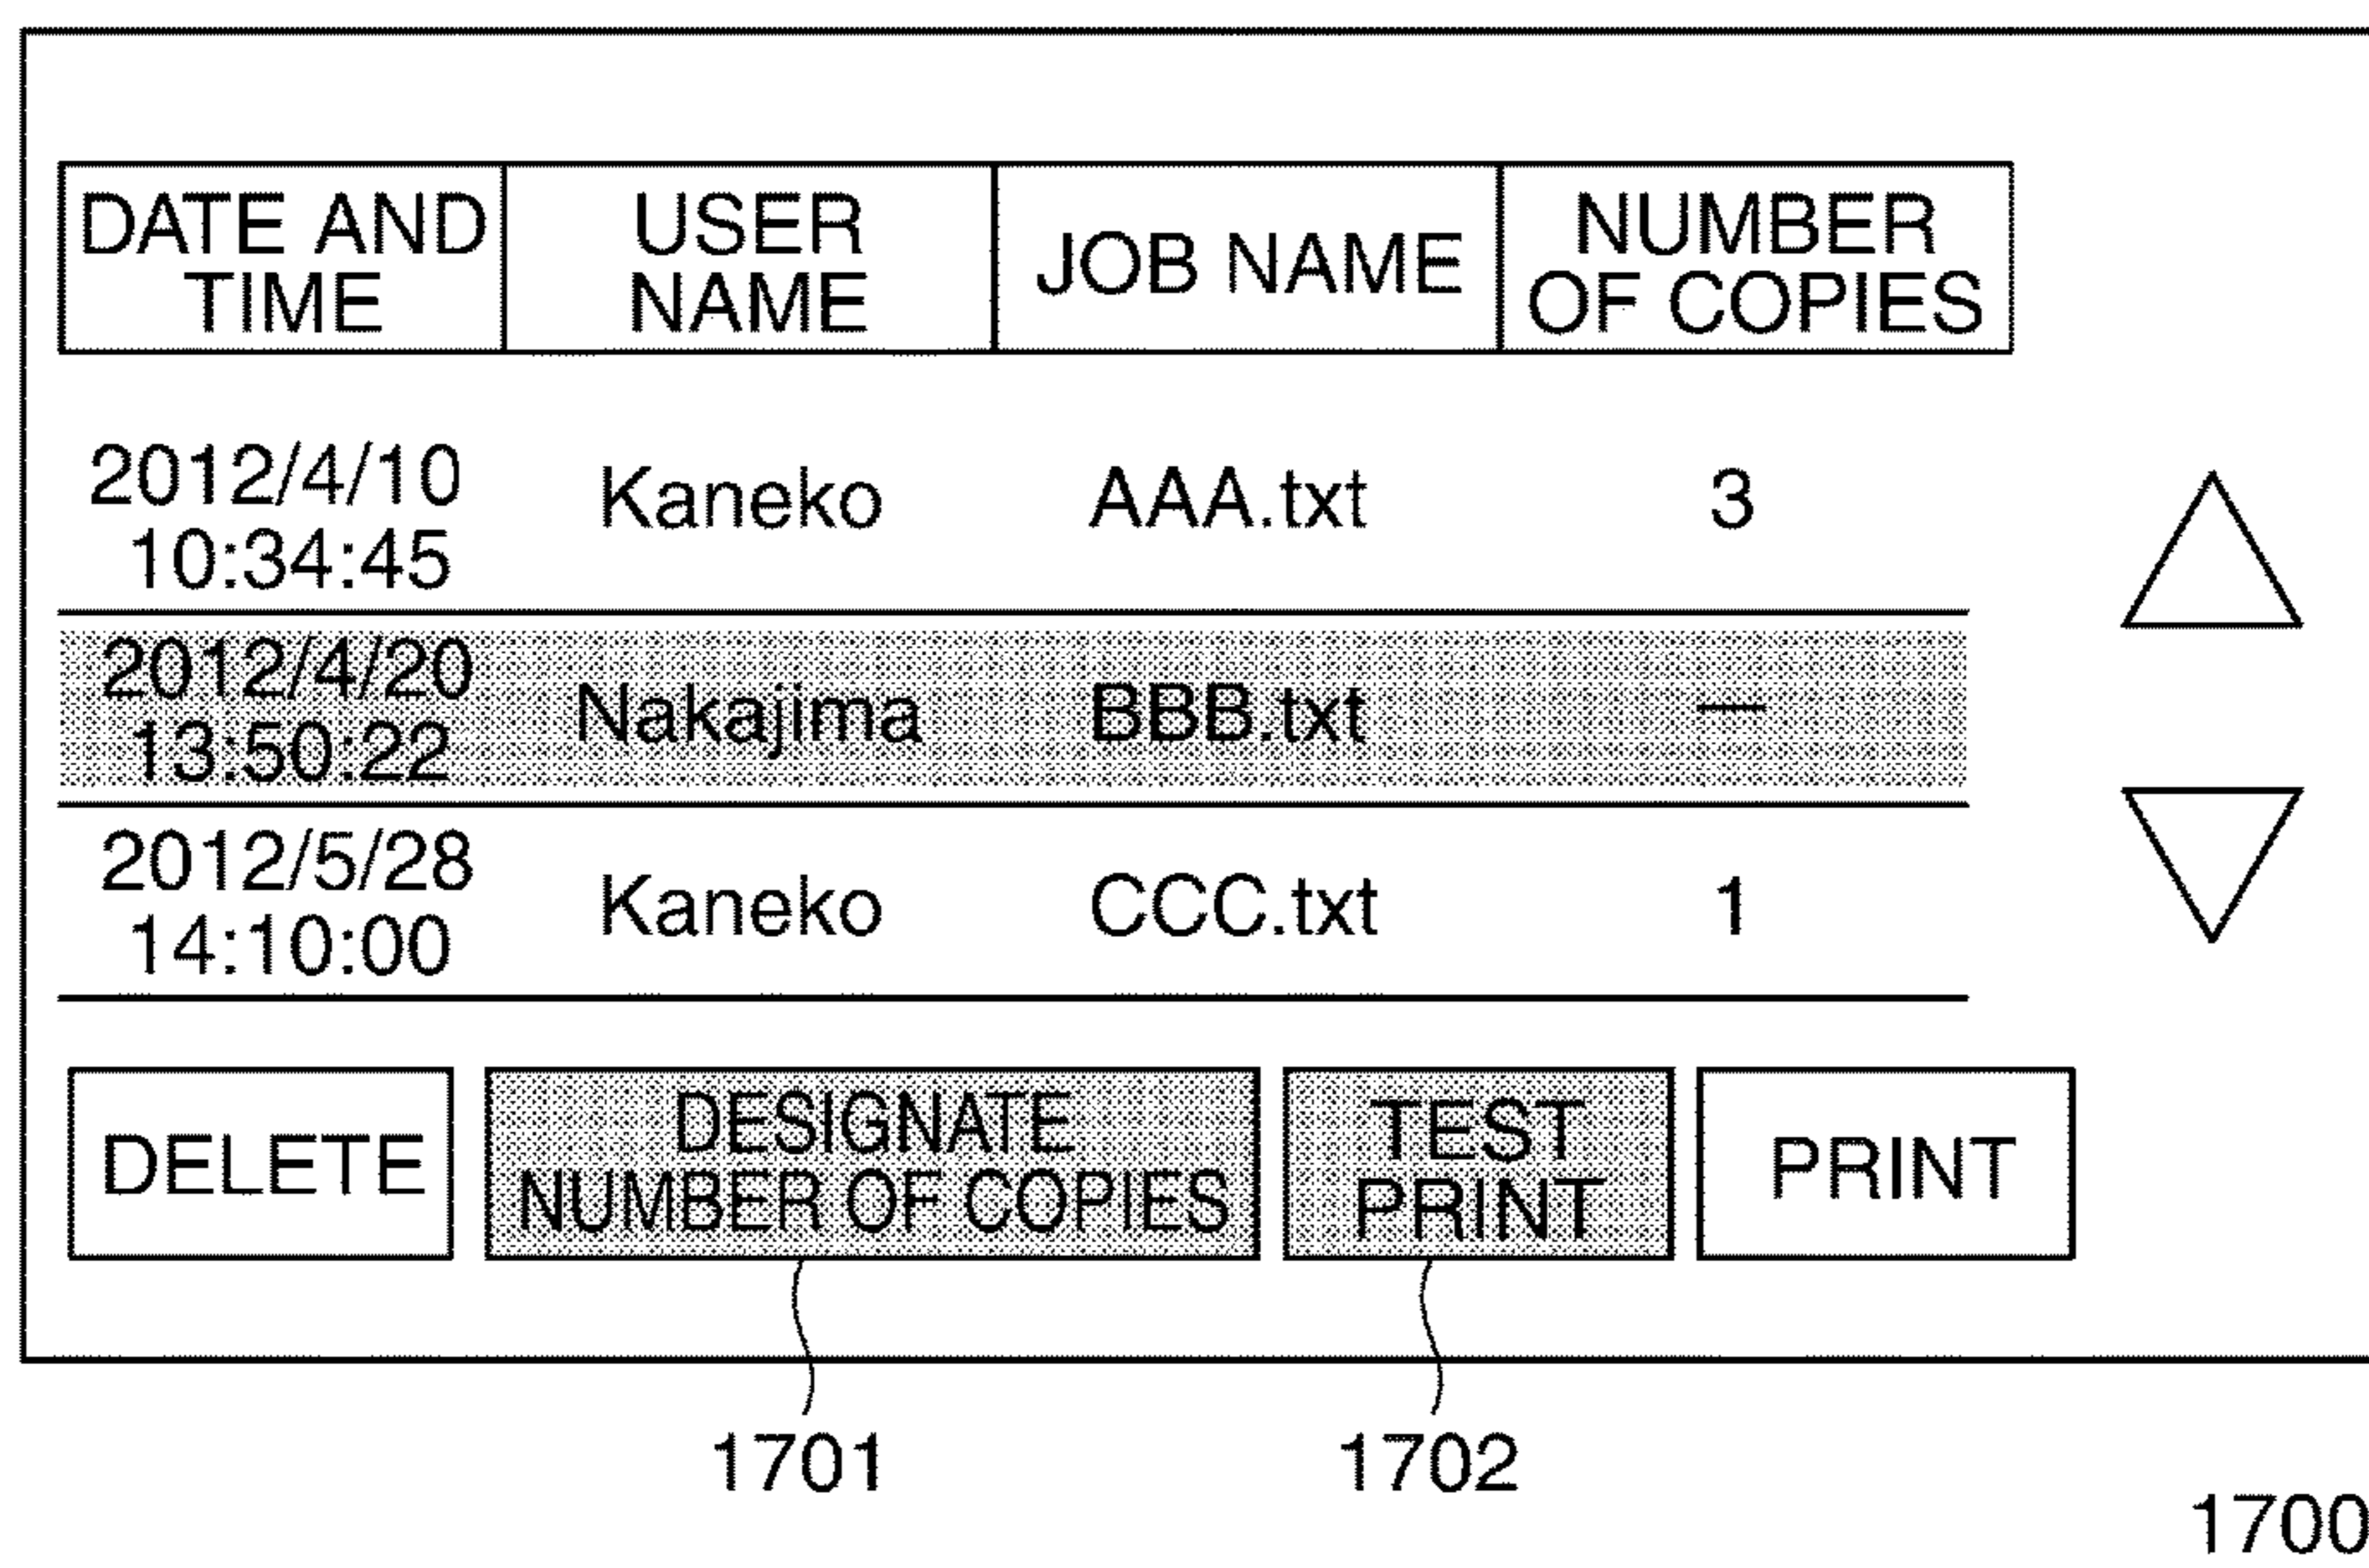 DATE AND
TIME
USER
NAME
JOB NAME
NUMBER
OF COPIES
2012/4/10
10:34:45
Kaneko
AAA.txt
3
2012/4/20
13:50:22
Nakajima
BBB.txt
—
2012/5/28
14:10:00
Kaneko
CCC.txt
1
DELETE
DESIGNATE
NUMBER OF COPIES
TEST
PRINT
PRINT
1701
1702
1700